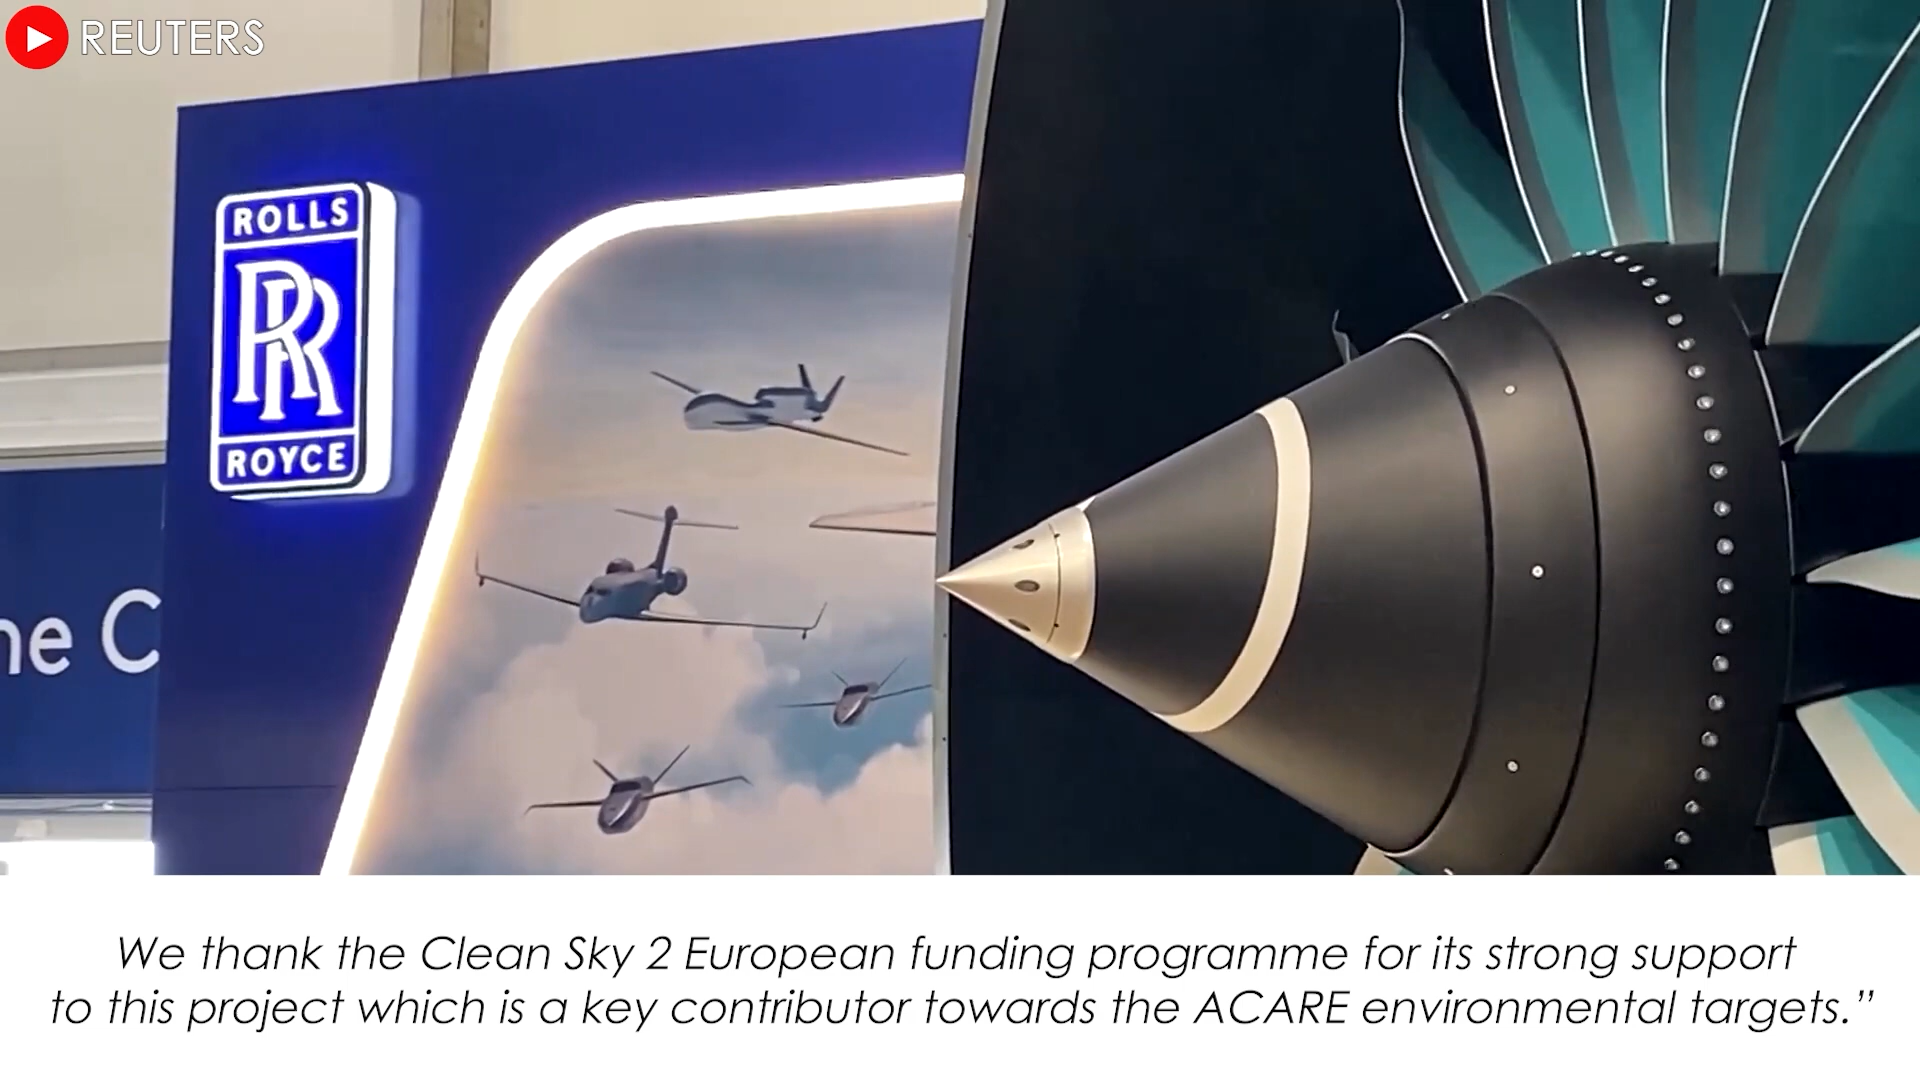 REUTERS
ROLLS
RR
ROYCE
ne C
We thank the Clean Sky 2 European funding programme for its strong support
to this project which is a key contributor towards the ACARE environmental targets.”